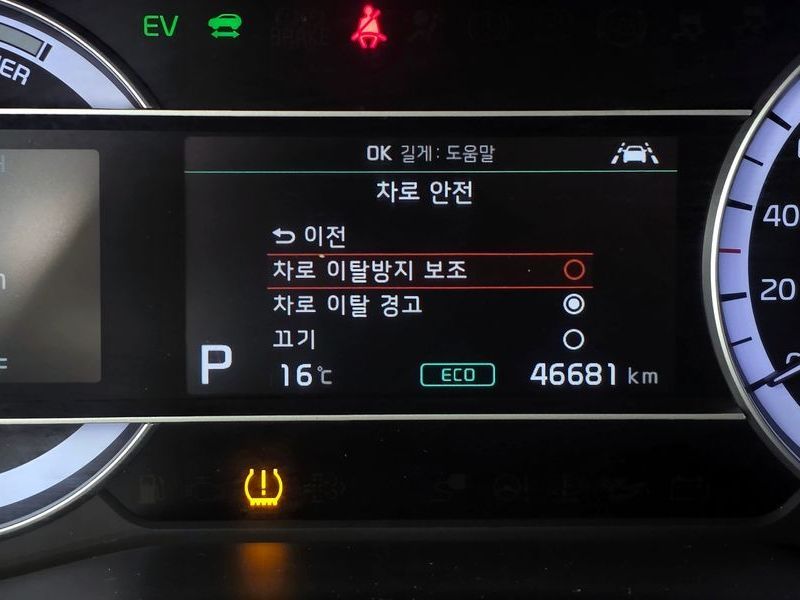 EV
OK 길게: 도움말
차로 안전
이전
차로 이탈방지 보조
차로 이탈 경고
끄기
P
16℃ ECO 46681 km
40
20
0